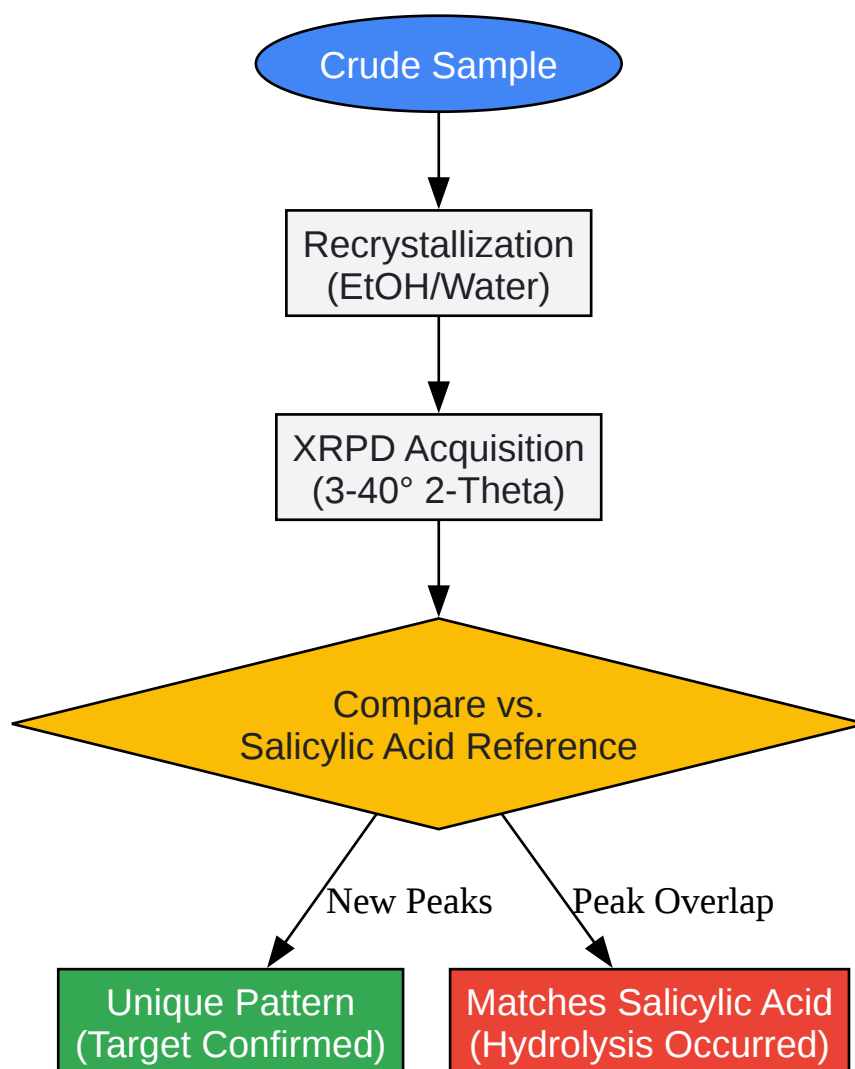 Crude Sample
Recrystallization
(EtOH/Water)
XRPD Acquisition
(3-40° 2-Theta)
Compare vs.
Salicylic Acid Reference
New Peaks
Peak Overlap
Unique Pattern
(Target Confirmed)
Matches Salicylic Acid
(Hydrolysis Occurred)